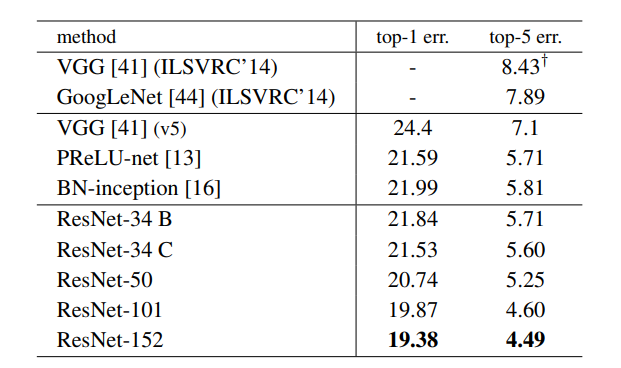 method top-1 err. top-5 err.
VGG [41] (ILSVRC’14) - 8.43†
GoogLeNet [44] (ILSVRC’14) - 7.89
VGG [41] (v5) 24.4 7.1
PReLU-net [13] 21.59 5.71
BN-inception [16] 21.99 5.81
ResNet-34 B 21.84 5.71
ResNet-34 C 21.53 5.60
ResNet-50 20.74 5.25
ResNet-101 19.87 4.60
ResNet-152 19.38 4.49